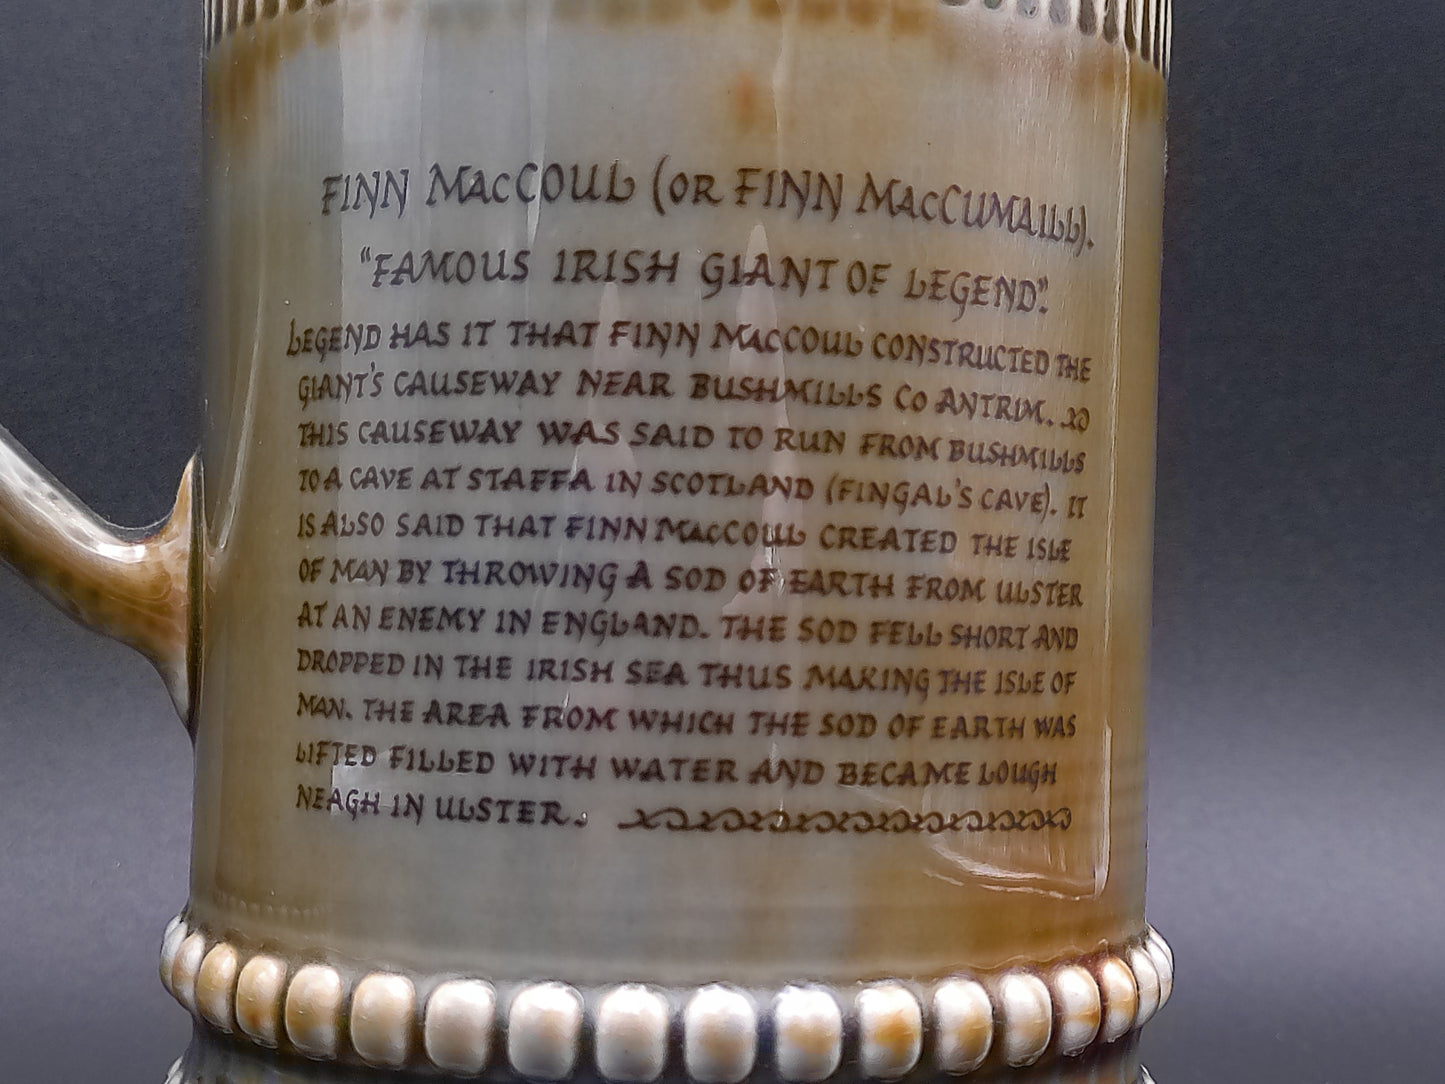 FINN MacCOUL (OR FINN MacCUMAILL).
“FAMOUS IRISH GIANT OF LEGEND”.
LEGEND HAS IT THAT FINN MacCOUL CONSTRUCTED THE
GIANT'S CAUSEWAY NEAR BUSHMILLS Co ANTRIM.
THIS CAUSEWAY WAS SAID TO RUN FROM BUSHMILLS
TO A CAVE AT STAFFA IN SCOTLAND (FINGAL'S CAVE). IT
IS ALSO SAID THAT FINN MacCOUL CREATED THE ISLE
OF MAN BY THROWING A SOD OF EARTH FROM ULSTER
AT AN ENEMY IN ENGLAND. THE SOD FELL SHORT AND
DROPPED IN THE IRISH SEA THUS MAKING THE ISLE OF
MAN. THE AREA FROM WHICH THE SOD OF EARTH WAS
LIFTED FILLED WITH WATER AND BECAME LOUGH
NEAGH IN ULSTER.